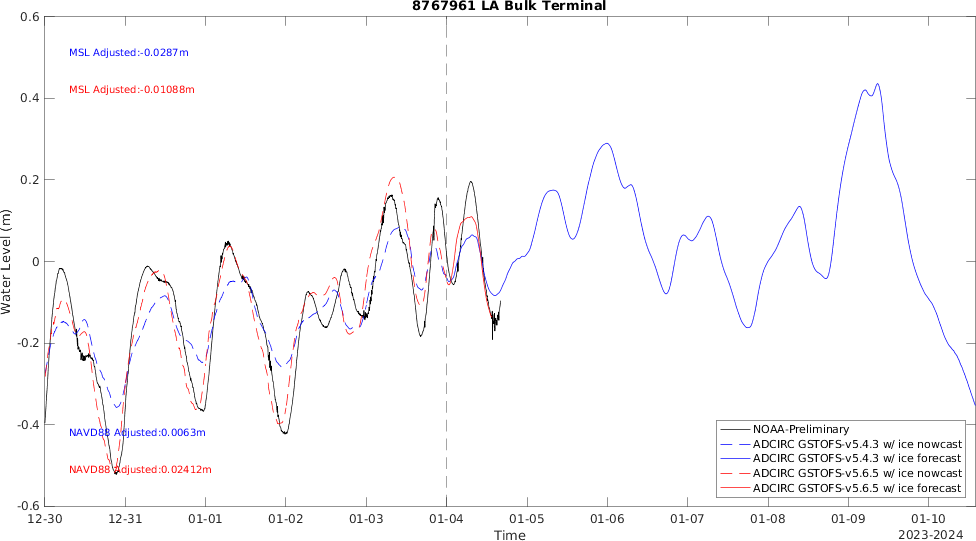 8767961 LA Bulk Terminal
MSL Adjusted:-0.0287m
MSL Adjusted:-0.01088m
NAVD88 Adjusted:0.0063m
NAVD88 Adjusted:0.02412m
Water Level (m)
0.6
0.4
0.2
0
-0.2
-0.4
-0.6
12-30 12-31 01-01 01-02 01-03 01-04 01-05 01-06 01-07 01-08 01-09 01-10
Time
2023-2024
NOAA-Preliminary
ADCIRC GSTOFS-v5.4.3 w/ ice nowcast
ADCIRC GSTOFS-v5.4.3 w/ ice forecast
ADCIRC GSTOFS-v5.6.5 w/ ice nowcast
ADCIRC GSTOFS-v5.6.5 w/ ice forecast